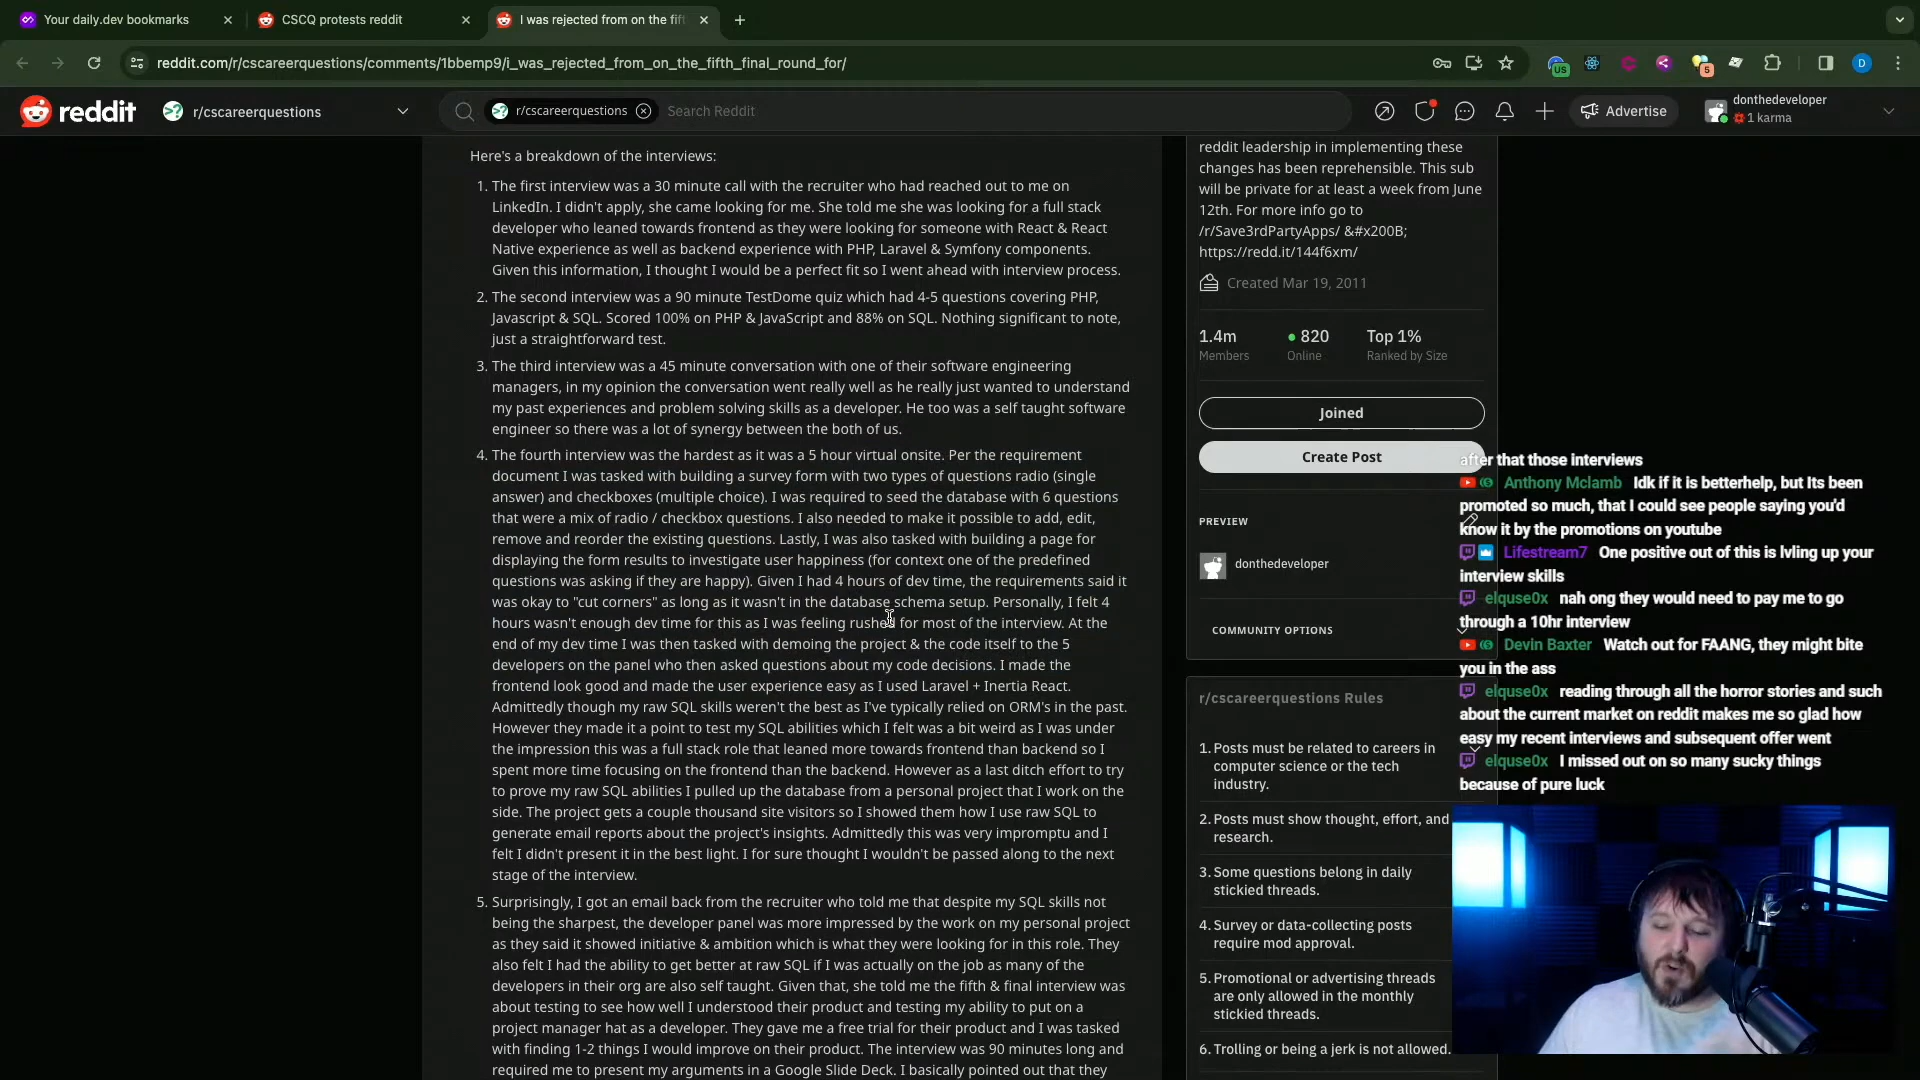 Your daily.dev bookmarks
CSCQ protests reddit
I was rejected from on the fift
reddit.com/r/cscareerquestions/comments/1bbemp9/i_was_rejected_from_on_the_fifth_final_round_for/
US
5
D
reddit
r/cscareerquestions
r/cscareerquestions
Search Reddit
Advertise
donthedeveloper
1 karma
Here's a breakdown of the interviews:
1. The first interview was a 30 minute call with the recruiter who had reached out to me on
LinkedIn. I didn't apply, she came looking for me. She told me she was looking for a full stack
developer who leaned towards frontend as they were looking for someone with React & React
Native experience as well as backend experience with PHP, Laravel & Symfony components.
Given this information, I thought I would be a perfect fit so I went ahead with interview process.
2. The second interview was a 90 minute TestDome quiz which had 4-5 questions covering PHP,
Javascript & SQL. Scored 100% on PHP & JavaScript and 88% on SQL. Nothing significant to note,
just a straightforward test.
3. The third interview was a 45 minute conversation with one of their software engineering
managers, in my opinion the conversation went really well as he really just wanted to understand
my past experiences and problem solving skills as a developer. He too was a self taught software
engineer so there was a lot of synergy between the both of us.
4. The fourth interview was the hardest as it was a 5 hour virtual onsite. Per the requirement
document I was tasked with building a survey form with two types of questions radio (single
answer) and checkboxes (multiple choice). I was required to seed the database with 6 questions
that were a mix of radio / checkbox questions. I also needed to make it possible to add, edit,
remove and reorder the existing questions. Lastly, I was also tasked with building a page for
displaying the form results to investigate user happiness (for context one of the predefined
questions was asking if they are happy). Given I had 4 hours of dev time, the requirements said it
was okay to "cut corners" as long as it wasn't in the database schema setup. Personally, I felt 4
hours wasn't enough dev time for this as I was feeling rushed for most of the interview. At the
end of my dev time I was then tasked with demoing the project & the code itself to the 5
developers on the panel who then asked questions about my code decisions. I made the
frontend look good and made the user experience easy as I used Laravel + Inertia React.
Admittedly though my raw SQL skills weren't the best as I've typically relied on ORM's in the past.
However they made it a point to test my SQL abilities which I felt was a bit weird as I was under
the impression this was a full stack role that leaned more towards frontend than backend so I
spent more time focusing on the frontend than the backend. However as a last ditch effort to try
to prove my raw SQL abilities I pulled up the database from a personal project that I work on the
side. The project gets a couple thousand site visitors so I showed them how I use raw SQL to
generate email reports about the project's insights. Admittedly this was very impromptu and I
felt I didn't present it in the best light. I for sure thought I wouldn't be passed along to the next
stage of the interview.
5. Surprisingly, I got an email back from the recruiter who told me that despite my SQL skills not
being the sharpest, the developer panel was more impressed by the work on my personal project
as they said it showed initiative & ambition which is what they were looking for in this role. They
also felt I had the ability to get better at raw SQL if I was actually on the job as many of the
developers in their org are also self taught. Given that, she told me the fifth & final interview was
about testing to see how well I understood their product and testing my ability to put on a
project manager hat as a developer. They gave me a free trial for their product and I was tasked
with finding 1-2 things I would improve on their product. The interview was 90 minutes long and
required me to present my arguments in a Google Slide Deck. I basically pointed out that they
reddit leadership in implementing these
changes has been reprehensible. This sub
will be private for at least a week from June
12th. For more info go to
/r/Save3rdPartyApps/ &#x200B;
https://redd.it/144f6xm/
Created Mar 19, 2011
1.4m 820 Top 1%
Members Online Ranked by Size
Joined
Create Post
PREVIEW
donthedeveloper
COMMUNITY OPTIONS
r/cscareerquestions Rules
1. Posts must be related to careers in
computer science or the tech
industry.
2. Posts must show thought, effort, and
research.
3. Some questions belong in daily
stickied threads.
4. Survey or data-collecting posts
require mod approval.
5. Promotional or advertising threads
are only allowed in the monthly
stickied threads.
6. Trolling or being a jerk is not allowed.
after that those interviews
Anthony Mclamb Idk if it is betterhelp, but Its been
promoted so much, that I could see people saying you'd
know it by the promotions on youtube
Lifestream7 One positive out of this is lvling up your
interview skills
elquse0x nah ong they would need to pay me to go
through a 10hr interview
Devin Baxter Watch out for FAANG, they might bite
you in the ass
elquse0x reading through all the horror stories and such
about the current market on reddit makes me so glad how
easy my recent interviews and subsequent offer went
elquse0x I missed out on so many sucky things
because of pure luck